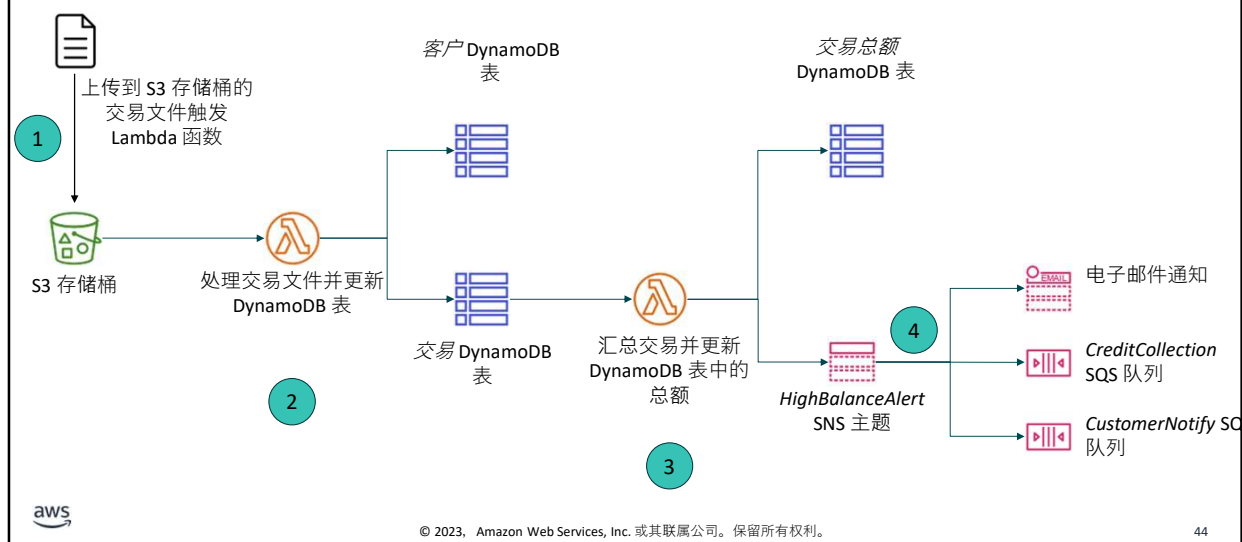 上传到 S3 存储桶的
交易文件触发
Lambda 函数
1
S3 存储桶
处理交易文件并更新
DynamoDB 表
2
客户 DynamoDB
表
交易 DynamoDB
表
汇总交易并更新
DynamoDB 表中的
总额
3
交易总额
DynamoDB 表
HighBalanceAlert
SNS 主题
4
EMAIL
电子邮件通知
CreditCollection
SQS 队列
CustomerNotify SQ
队列
aws
© 2023，Amazon Web Services, Inc. 或其联属公司。保留所有权利。
44